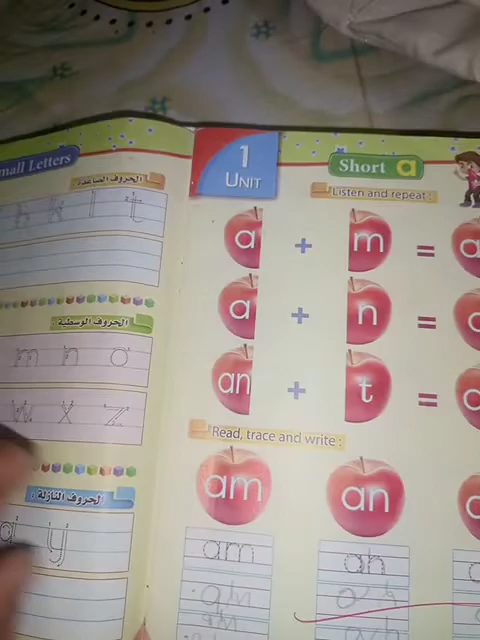 Small Letters
الحروف الصاعدة :
h k l t
الحروف الوسطية :
m n o
w x z
الحروف النازلة :
y
1
UNIT
Short a
Listen and repeat :
a + m =
a + n =
an + t =
Read, trace and write :
am an
am an